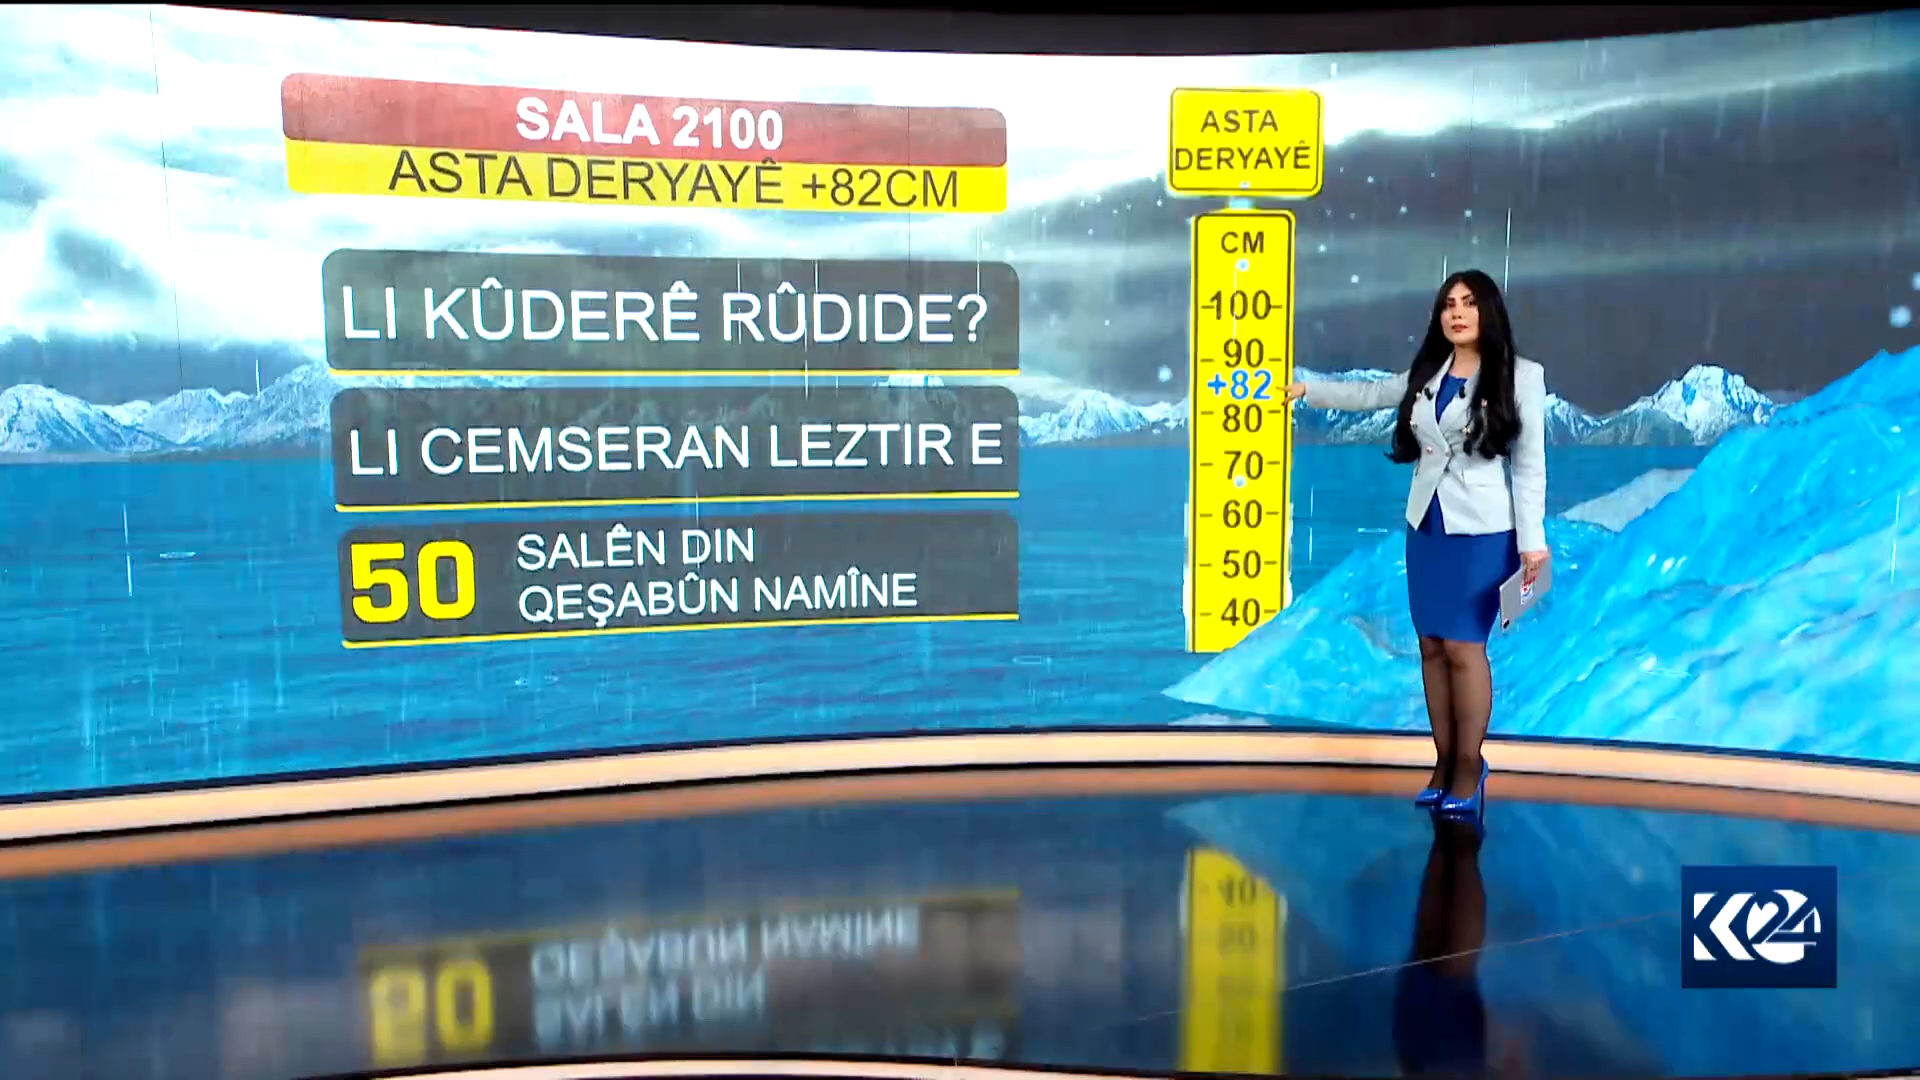 SALA 2100
ASTA DERYAYÊ +82CM
LI KÛDERÊ RÛDIDE?
LI CEMSERAN LEZTIR E
50
SALÊN DIN
QEŞABÛN NAMÎNE
ASTA
DERYAYÊ
CM
100
90
+82
80
70
60
50
40
K24